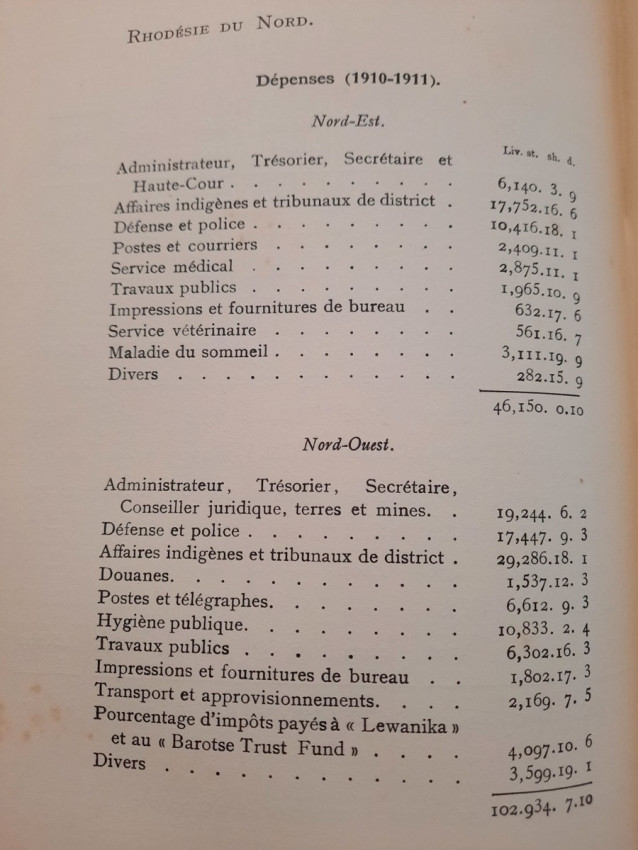 RHODÉSIE DU NORD.
Dépenses (1910-1911).
Nord-Est.
Liv. st. sh. d.
Administrateur, Trésorier, Secrétaire et
Haute-Cour . . . . . . . . . . 6,140. 3. 9
Affaires indigènes et tribunaux de district . 17,752.16. 6
Défense et police . . . . . . . . . 10,416.18. 1
Postes et courriers . . . . . . . . 2,409.11. 1
Service médical . . . . . . . . . 2,875.11. 1
Travaux publics . . . . . . . . . 1,965.10. 9
Impressions et fournitures de bureau . . 632.17. 6
Service vétérinaire . . . . . . . . 561.16. 7
Maladie du sommeil . . . . . . . . 3,111.19. 9
Divers . . . . . . . . . . . . 282.15. 9
46,150. 0.10
Nord-Ouest.
Administrateur, Trésorier, Secrétaire,
Conseiller juridique, terres et mines. . 19,244. 6. 2
Défense et police . . . . . . . . . 17,447. 9. 3
Affaires indigènes et tribunaux de district . 29,286.18. 1
Douanes. . . . . . . . . . . . 1,537.12. 3
Postes et télégraphes. . . . . . . . 6,612. 9. 3
Hygiène publique. . . . . . . . . 10,833. 2. 4
Travaux publics . . . . . . . . . 6,302.16. 3
Impressions et fournitures de bureau . . 1,802.17. 3
Transport et approvisionnements. . . . 2,169. 7. 5
Pourcentage d'impôts payés à « Lewanika »
et au « Barotse Trust Fund » . . . . 4,097.10. 6
Divers . . . . . . . . . . . . 3,599.19. 1
102.934. 7.10